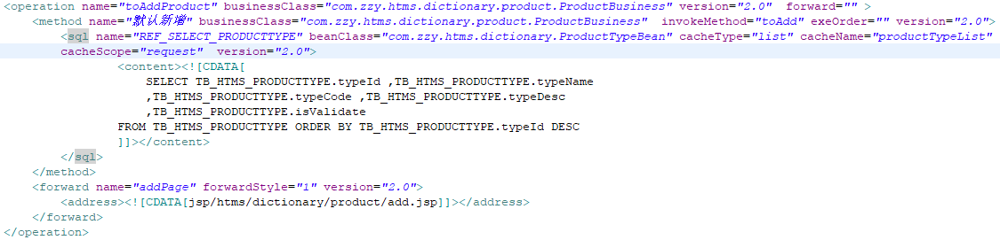 <operation name="toAddProduct" businessClass="com.zzy.htms.dictionary.product.ProductBusiness" version="2.0"  forward="" >
    <method name="默认新增" businessClass="com.zzy.htms.dictionary.product.ProductBusiness"  invokeMethod="toAdd" exeOrder="" version="2.0">
        <sql name="REF_SELECT_PRODUCTTYPE" beanClass="com.zzy.htms.dictionary.ProductTypeBean" cacheType="list" cacheName="productTypeList"
        cacheScope="request"  version="2.0">
                <content><![CDATA[
                    SELECT TB_HTMS_PRODUCTTYPE.typeId ,TB_HTMS_PRODUCTTYPE.typeName
                    ,TB_HTMS_PRODUCTTYPE.typeCode ,TB_HTMS_PRODUCTTYPE.typeDesc
                    ,TB_HTMS_PRODUCTTYPE.isValidate
                FROM TB_HTMS_PRODUCTTYPE ORDER BY TB_HTMS_PRODUCTTYPE.typeId DESC
                ]]></content>
        </sql>
    </method>
    <forward name="addPage" forwardStyle="1" version="2.0">
        <address><![CDATA[jsp/htms/dictionary/product/add.jsp]]></address>
    </forward>
</operation>